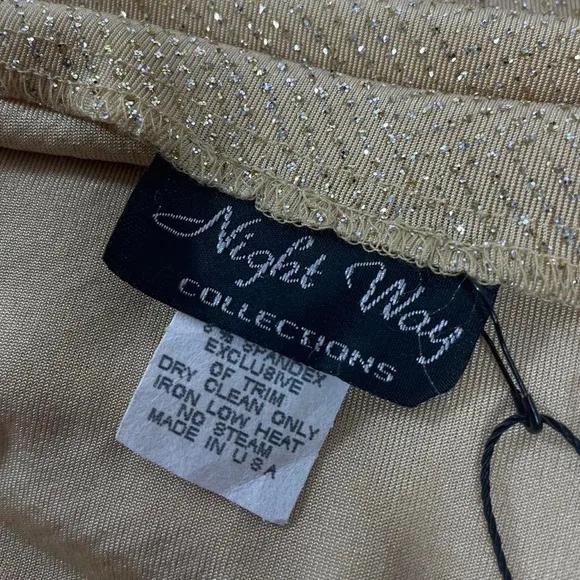 Night Way
COLLECTIONS
SPANDEX
EXCLUSIVE
OF TRIM
DRY CLEAN ONLY
IRON LOW HEAT
NO STEAM
MADE IN U S A